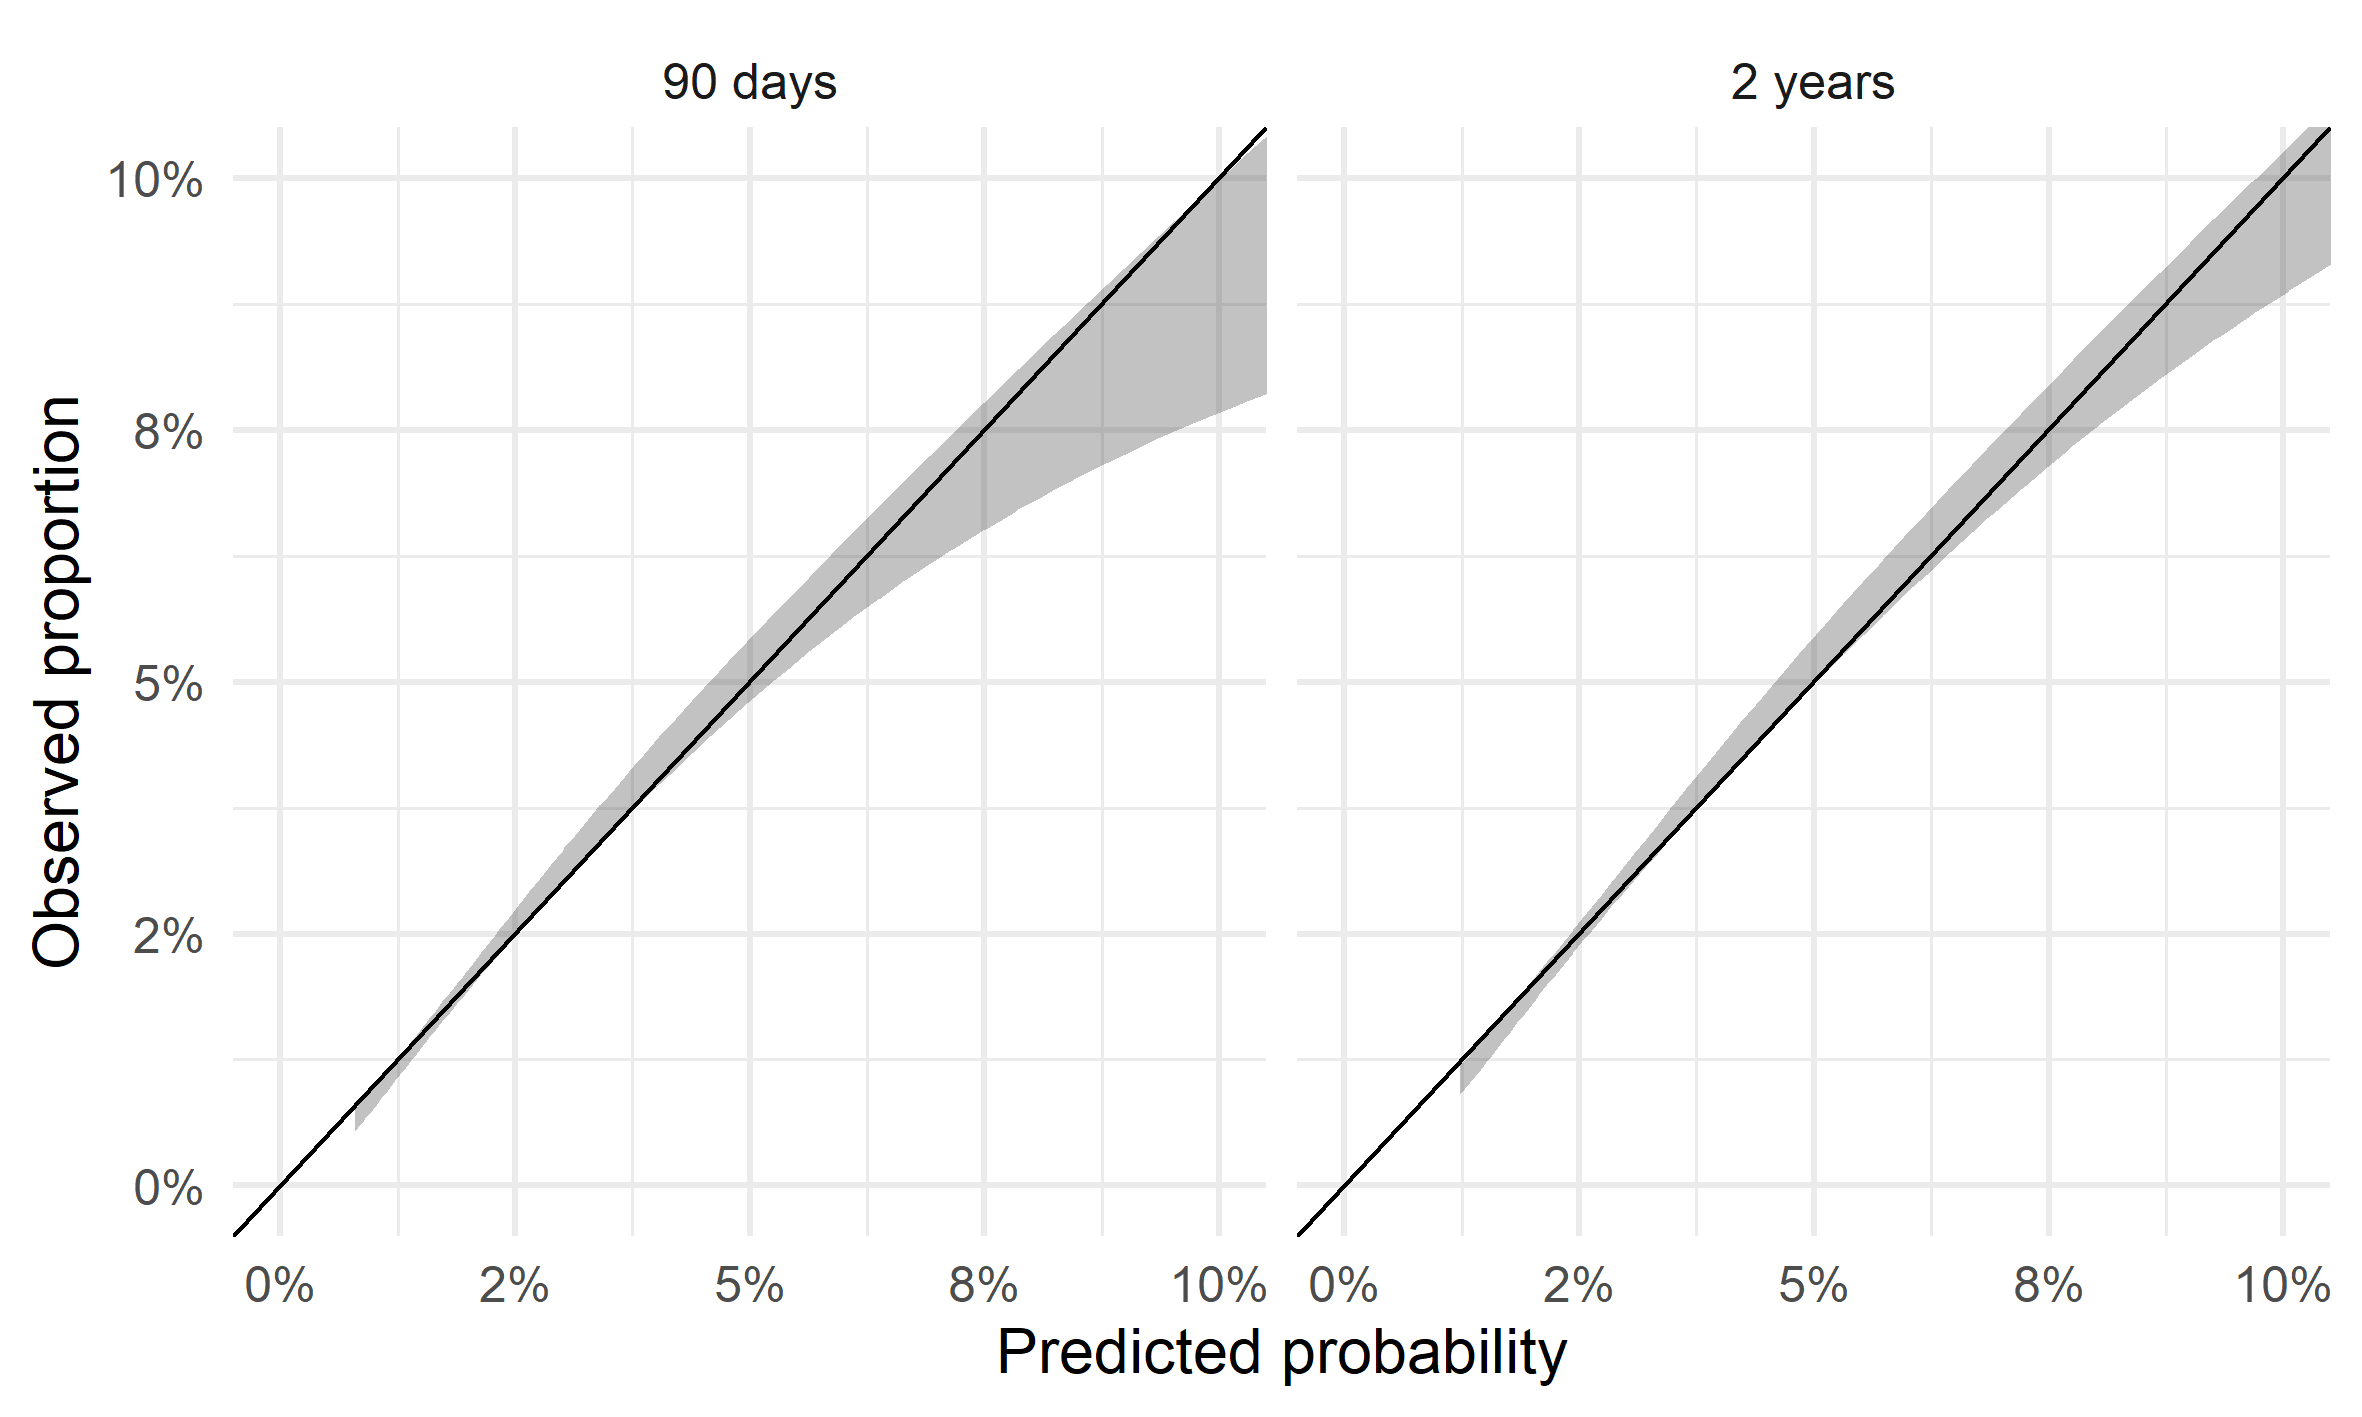 90 days
2 years
Observed proportion
10%
8%
5%
2%
0%
0% 2% 5% 8% 10%
0% 2% 5% 8% 10%
Predicted probability